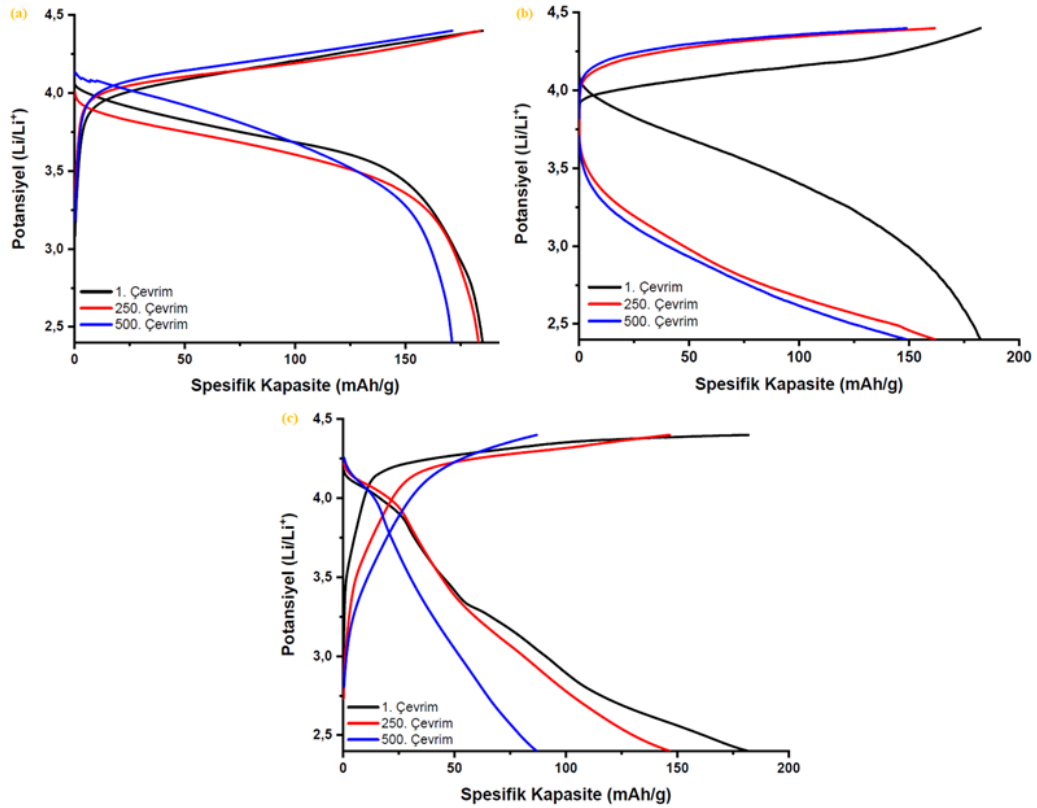 (a)
4,5
4,0
3,5
3,0
2,5
Potansiyel (Li/Li⁺)
1. Çevrim
250. Çevrim
500. Çevrim
0 50 100 150
Spesifik Kapasite (mAh/g)
(b)
4,5
4,0
3,5
3,0
2,5
Potansiyel (Li/Li⁺)
1. Çevrim
250. Çevrim
500. Çevrim
0 50 100 150 200
Spesifik Kapasite (mAh/g)
(c)
4,5
4,0
3,5
3,0
2,5
Potansiyel (Li/Li⁺)
1. Çevrim
250. Çevrim
500. Çevrim
0 50 100 150 200
Spesifik Kapasite (mAh/g)